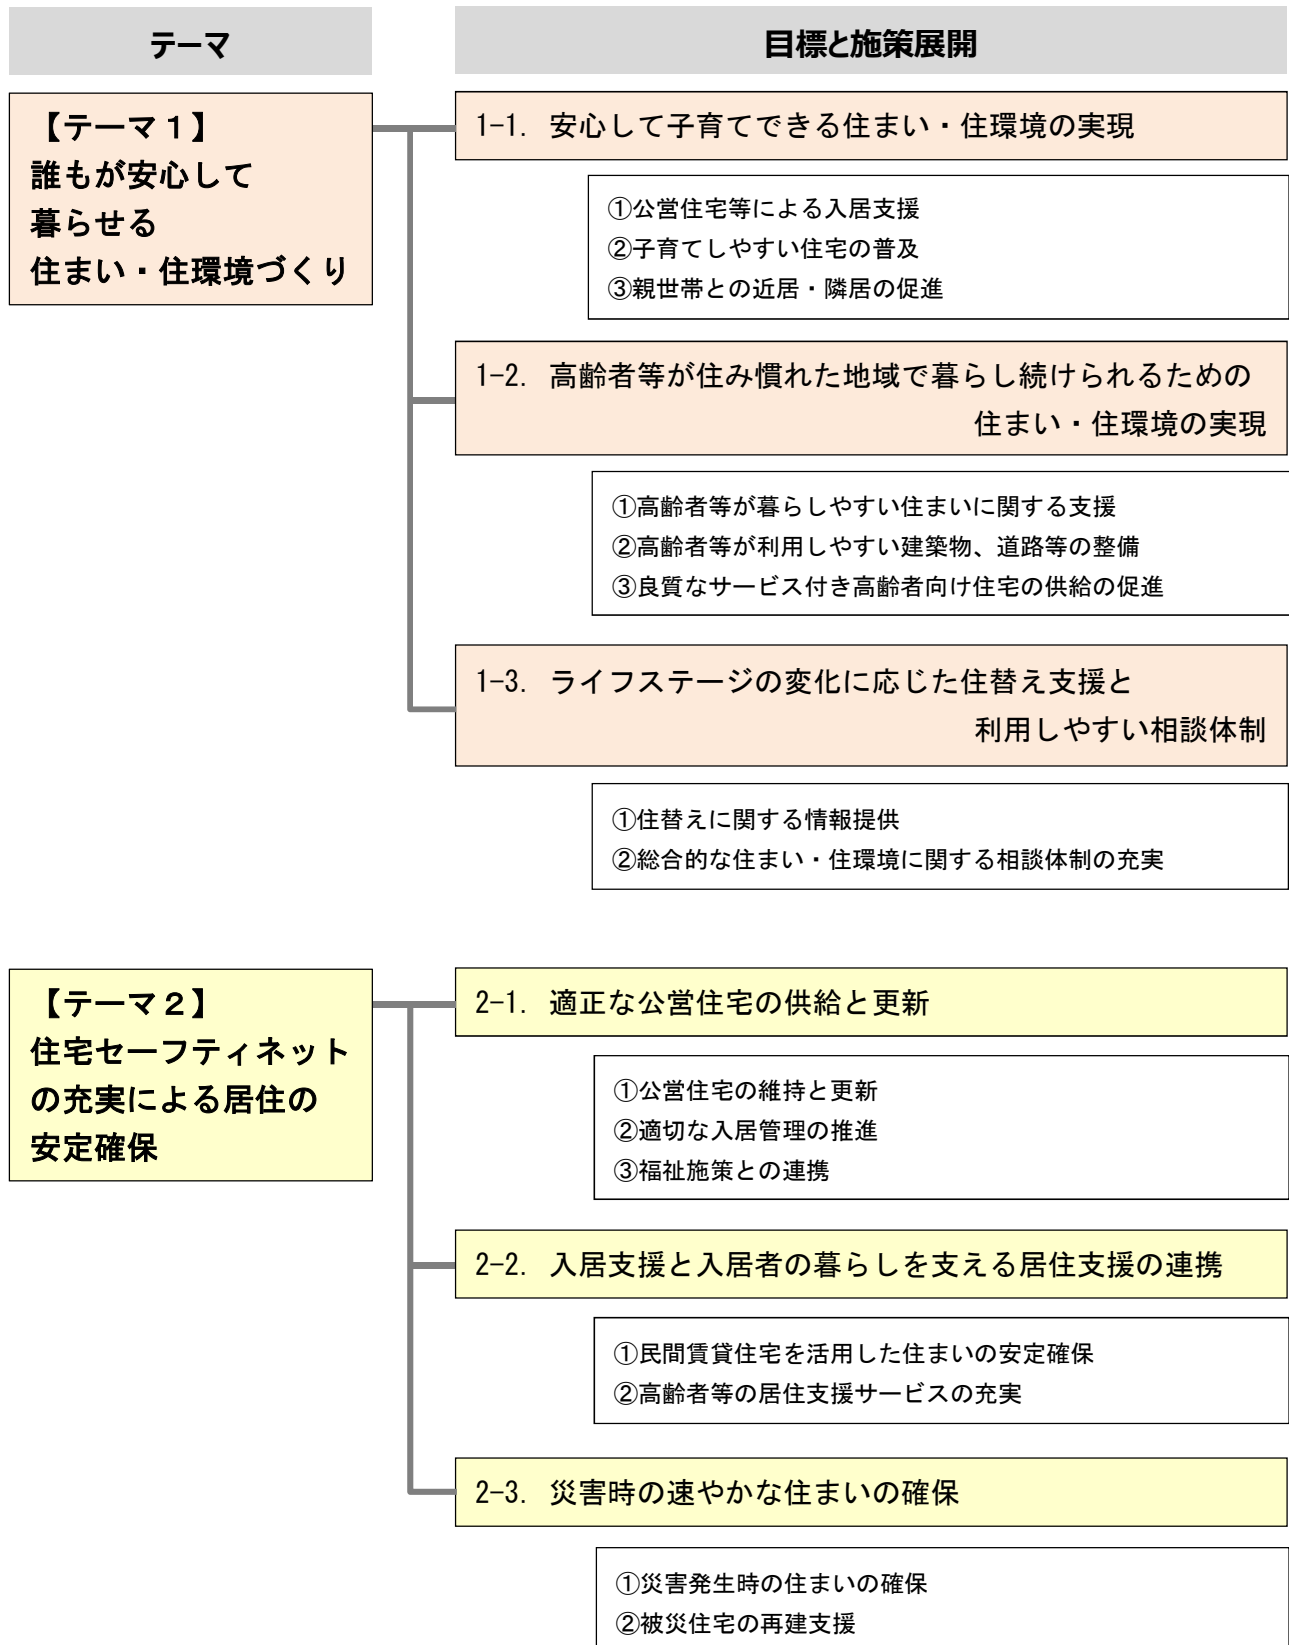 テーマ
目標と施策展開
【テーマ１】
誰もが安心して
暮らせる
住まい・住環境づくり
1-1. 安心して子育てできる住まい・住環境の実現
①公営住宅等による入居支援
②子育てしやすい住宅の普及
③親世帯との近居・隣居の促進
1-2. 高齢者等が住み慣れた地域で暮らし続けられるための
住まい・住環境の実現
①高齢者等が暮らしやすい住まいに関する支援
②高齢者等が利用しやすい建築物、道路等の整備
③良質なサービス付き高齢者向け住宅の供給の促進
1-3. ライフステージの変化に応じた住替え支援と
利用しやすい相談体制
①住替えに関する情報提供
②総合的な住まい・住環境に関する相談体制の充実
【テーマ２】
住宅セーフティネット
の充実による居住の
安定確保
2-1. 適正な公営住宅の供給と更新
①公営住宅の維持と更新
②適切な入居管理の推進
③福祉施策との連携
2-2. 入居支援と入居者の暮らしを支える居住支援の連携
①民間賃貸住宅を活用した住まいの安定確保
②高齢者等の居住支援サービスの充実
2-3. 災害時の速やかな住まいの確保
①災害発生時の住まいの確保
②被災住宅の再建支援